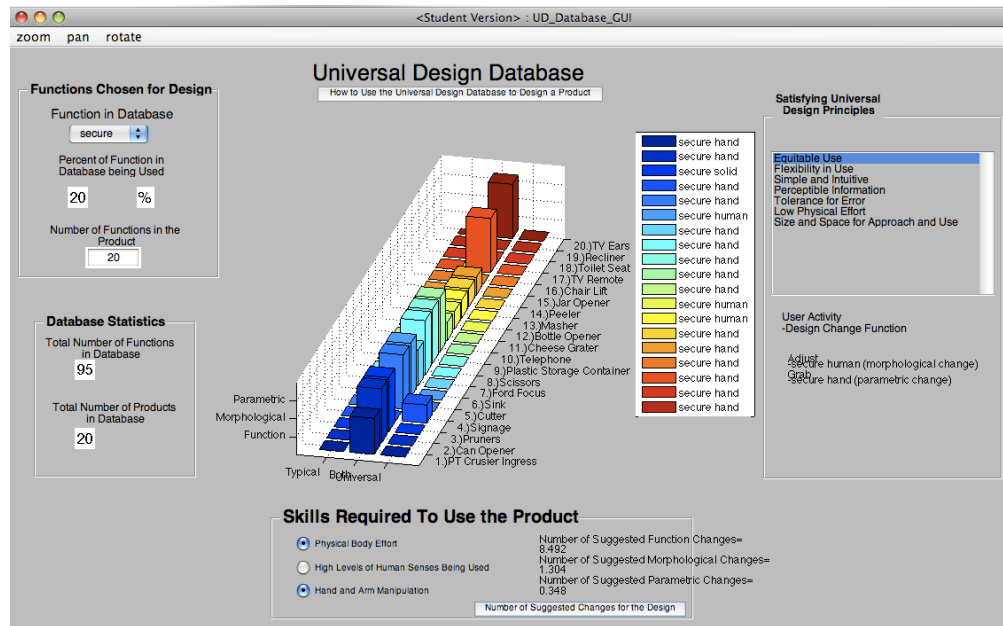 <Student Version> : UD_Database_GUI
zoom pan rotate
Universal Design Database
How to Use the Universal Design Database to Design a Product
Functions Chosen for Design
Function in Database
secure
Percent of Function in
Database being Used
20 %
Number of Functions in the
Product
20
Database Statistics
Total Number of Functions
in Database
95
Total Number of Products
in Database
20
Parametric
Morphological
Function
Typical
Both
Universal
20.)TV Ears
19.)Recliner
18.)Toilet Seat
17.)TV Remote
16.)Chair Lift
15.)Jar Opener
14.)Peeler
13.)Masher
12.)Bottle Opener
11.)Cheese Grater
10.)Telephone
9.)Plastic Storage Container
8.)Scissors
7.)Ford Focus
6.)Sink
5.)Cutter
4.)Signage
3.)Pruners
2.)Can Opener
1.)PT Crusier Ingress
secure hand
secure hand
secure solid
secure hand
secure hand
secure human
secure hand
secure hand
secure hand
secure hand
secure hand
secure human
secure human
secure hand
secure hand
secure hand
secure hand
secure hand
secure hand
Satisfying Universal
Design Principles
Equitable Use
Flexibility in Use
Simple and Intuitive
Perceptible Information
Tolerance for Error
Low Physical Effort
Size and Space for Approach and Use
User Activity
-Design Change Function
Adjust
-secure human (morphological change)
Grab
-secure hand (parametric change)
Skills Required To Use the Product
Physical Body Effort
High Levels of Human Senses Being Used
Hand and Arm Manipulation
Number of Suggested Function Changes=
8.492
Number of Suggested Morphological Changes=
1.304
Number of Suggested Parametric Changes=
0.348
Number of Suggested Changes for the Design